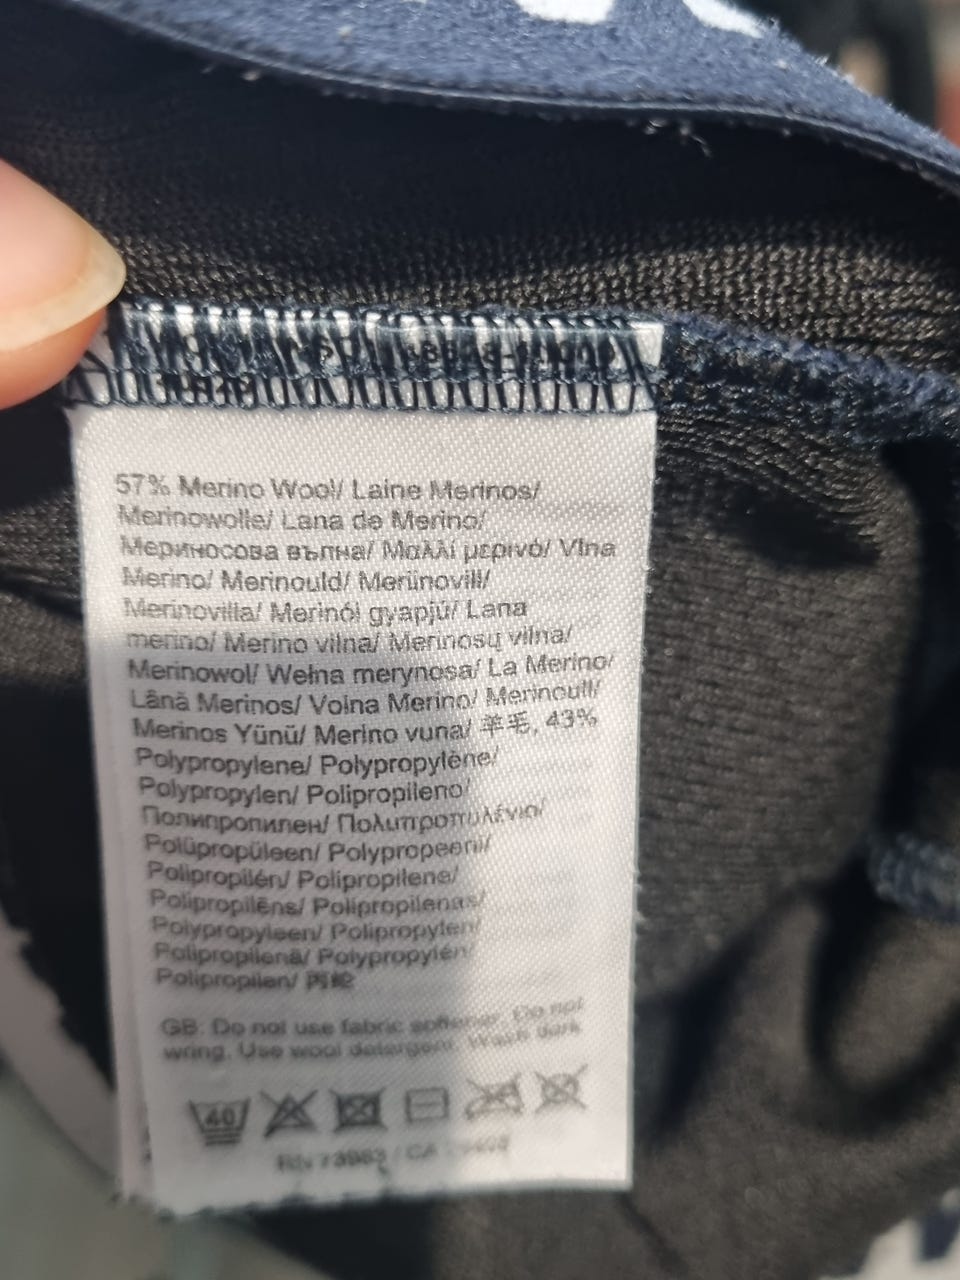 57% Merino Wool/ Laine Merinos/
Merinowolle/ Lana de Merino/
Мериносова вълна/ Μαλλί μερινό/ Vlna
Merino/ Merinould/ Meriinovill/
Merinovilla/ Merinói gyapjú/ Lana
merino/ Merino vilna/ Merinosų vilna/
Merinowol/ Wełna merynosa/ La Merino/
Lână Merinos/ Volna Merino/ Merinoull/
Merinos Yünü/ Merino vuna/ 羊毛, 43%
Polypropylene/ Polypropylène/
Polypropylen/ Polipropileno/
Полипропилен/ Πολυπροπυλένιο/
Polüpropüleen/ Polypropeeni/
Polipropilén/ Polipropilene/
Polipropilēns/ Polipropilenas/
Polypropyleen/ Polipropylen/
Polipropilenă/ Polypropylén/
Polipropilen/ 丙纶
GB: Do not use fabric softener. Do not
wring. Use wool detergent. Wash dark
40
RN 73983 / CA